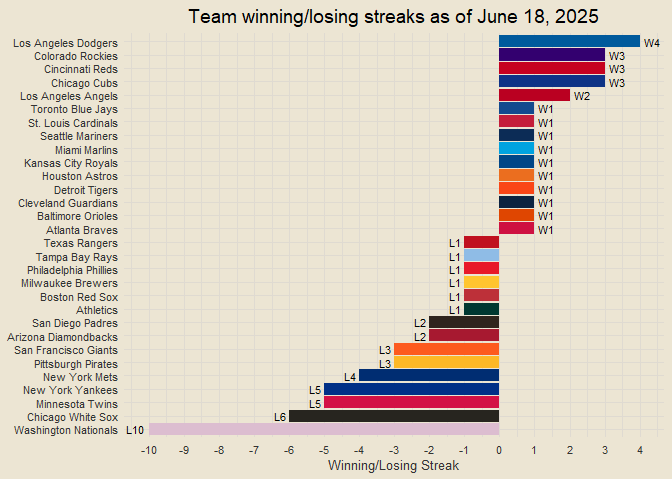 Team winning/losing streaks as of June 18, 2025
Los Angeles Dodgers W4
Colorado Rockies W3
Cincinnati Reds W3
Chicago Cubs W3
Los Angeles Angels W2
Toronto Blue Jays W1
St. Louis Cardinals W1
Seattle Mariners W1
Miami Marlins W1
Kansas City Royals W1
Houston Astros W1
Detroit Tigers W1
Cleveland Guardians W1
Baltimore Orioles W1
Atlanta Braves W1
Texas Rangers L1
Tampa Bay Rays L1
Philadelphia Phillies L1
Milwaukee Brewers L1
Boston Red Sox L1
Athletics L1
San Diego Padres L2
Arizona Diamondbacks L2
San Francisco Giants L3
Pittsburgh Pirates L3
New York Mets L4
New York Yankees L5
Minnesota Twins L5
Chicago White Sox L6
Washington Nationals L10
-10 -9 -8 -7 -6 -5 -4 -3 -2 -1 0 1 2 3 4
Winning/Losing Streak